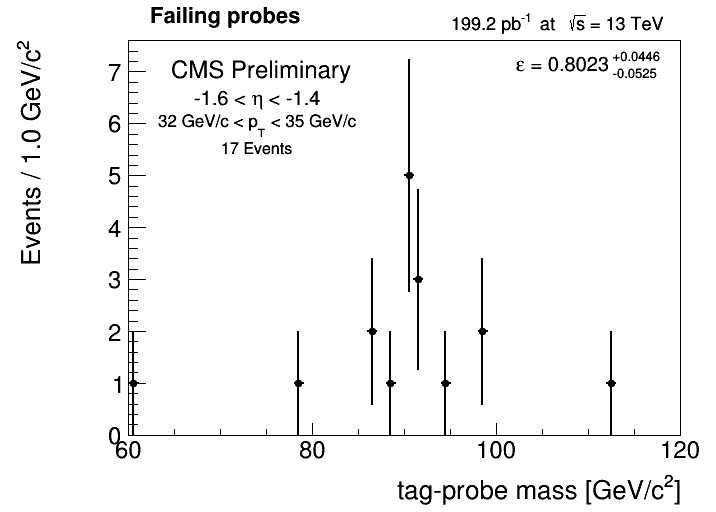 Failing probes
199.2 pb⁻¹ at √s = 13 TeV
CMS Preliminary
ε = 0.8023 +0.0446 -0.0525
-1.6 < η < -1.4
32 GeV/c < p_T < 35 GeV/c
17 Events
Events / 1.0 GeV/c²
7
6
5
4
3
2
1
0
60 80 100 120
tag-probe mass [GeV/c²]